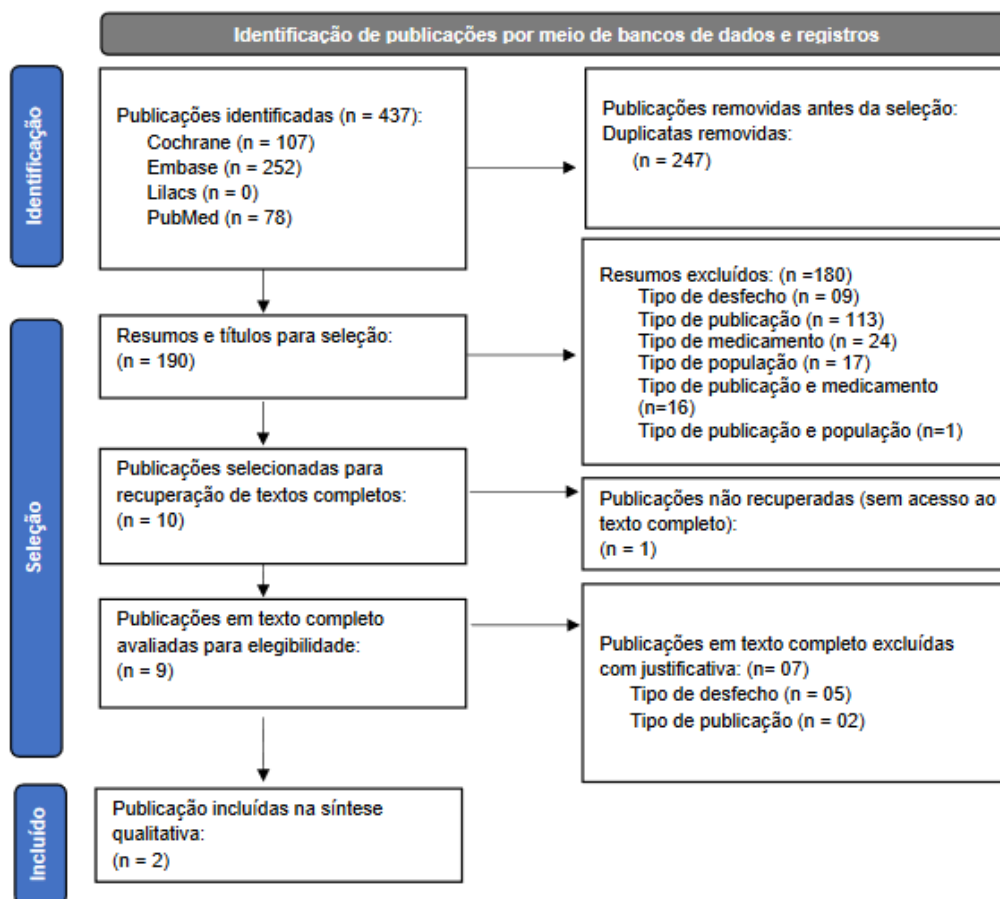 Identificação de publicações por meio de bancos de dados e registros
Identificação
Publicações identificadas (n = 437):
Cochrane (n = 107)
Embase (n = 252)
Lilacs (n = 0)
PubMed (n = 78)
Publicações removidas antes da seleção:
Duplicatas removidas:
(n = 247)
Seleção
Resumos e títulos para seleção:
(n = 190)
Resumos excluídos: (n =180)
Tipo de desfecho (n = 09)
Tipo de publicação (n = 113)
Tipo de medicamento (n = 24)
Tipo de população (n = 17)
Tipo de publicação e medicamento
(n=16)
Tipo de publicação e população (n=1)
Publicações selecionadas para
recuperação de textos completos:
(n = 10)
Publicações não recuperadas (sem acesso ao
texto completo):
(n = 1)
Publicações em texto completo
avaliadas para elegibilidade:
(n = 9)
Publicações em texto completo excluídas
com justificativa: (n= 07)
Tipo de desfecho (n = 05)
Tipo de publicação (n = 02)
Incluído
Publicação incluídas na síntese
qualitativa:
(n = 2)